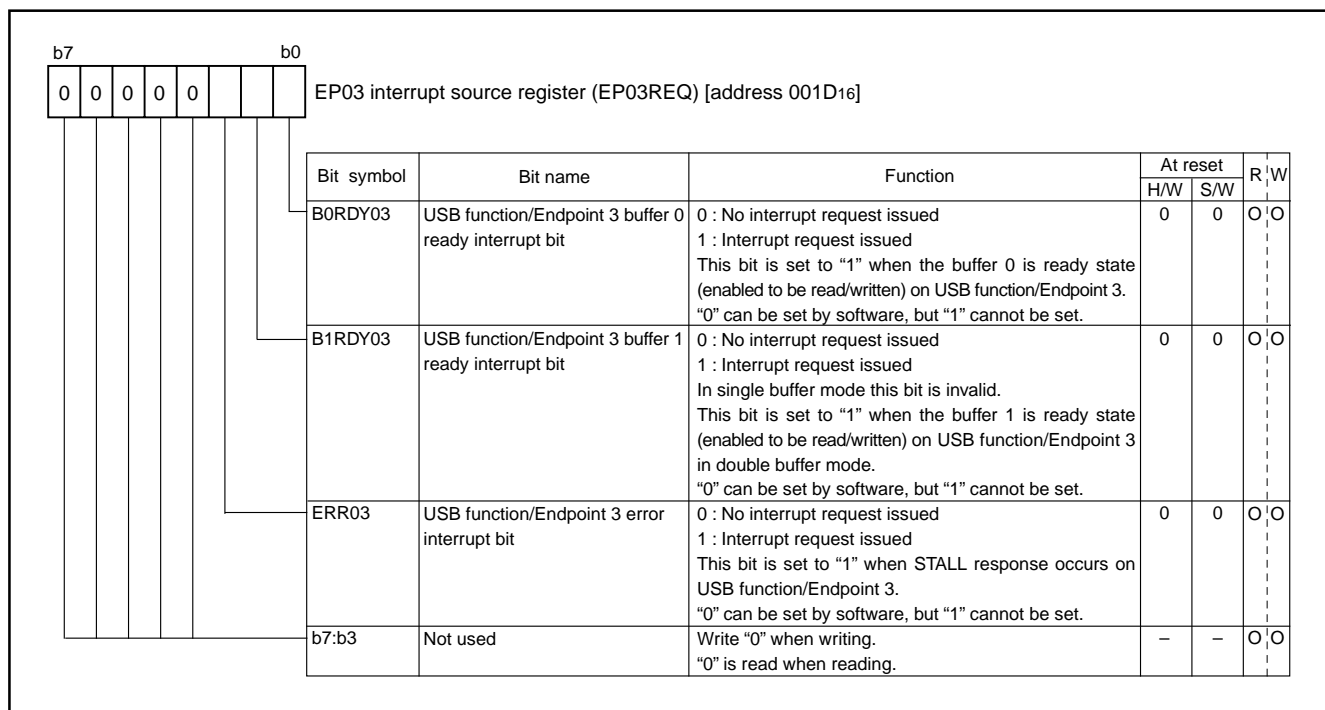 b7 b0
0 0 0 0 0
EP03 interrupt source register (EP03REQ) [address 001D16]
Bit symbol Bit name Function At reset R W
H/W S/W
B0RDY03 USB function/Endpoint 3 buffer 0 0 : No interrupt request issued 0 0 O O
ready interrupt bit 1 : Interrupt request issued
This bit is set to “1” when the buffer 0 is ready state
(enabled to be read/written) on USB function/Endpoint 3.
“0” can be set by software, but “1” cannot be set.
B1RDY03 USB function/Endpoint 3 buffer 1 0 : No interrupt request issued 0 0 O O
ready interrupt bit 1 : Interrupt request issued
In single buffer mode this bit is invalid.
This bit is set to “1” when the buffer 1 is ready state
(enabled to be read/written) on USB function/Endpoint 3
in double buffer mode.
“0” can be set by software, but “1” cannot be set.
ERR03 USB function/Endpoint 3 error 0 : No interrupt request issued 0 0 O O
interrupt bit 1 : Interrupt request issued
This bit is set to “1” when STALL response occurs on
USB function/Endpoint 3.
“0” can be set by software, but “1” cannot be set.
b7:b3 Not used Write “0” when writing. – – O O
“0” is read when reading.